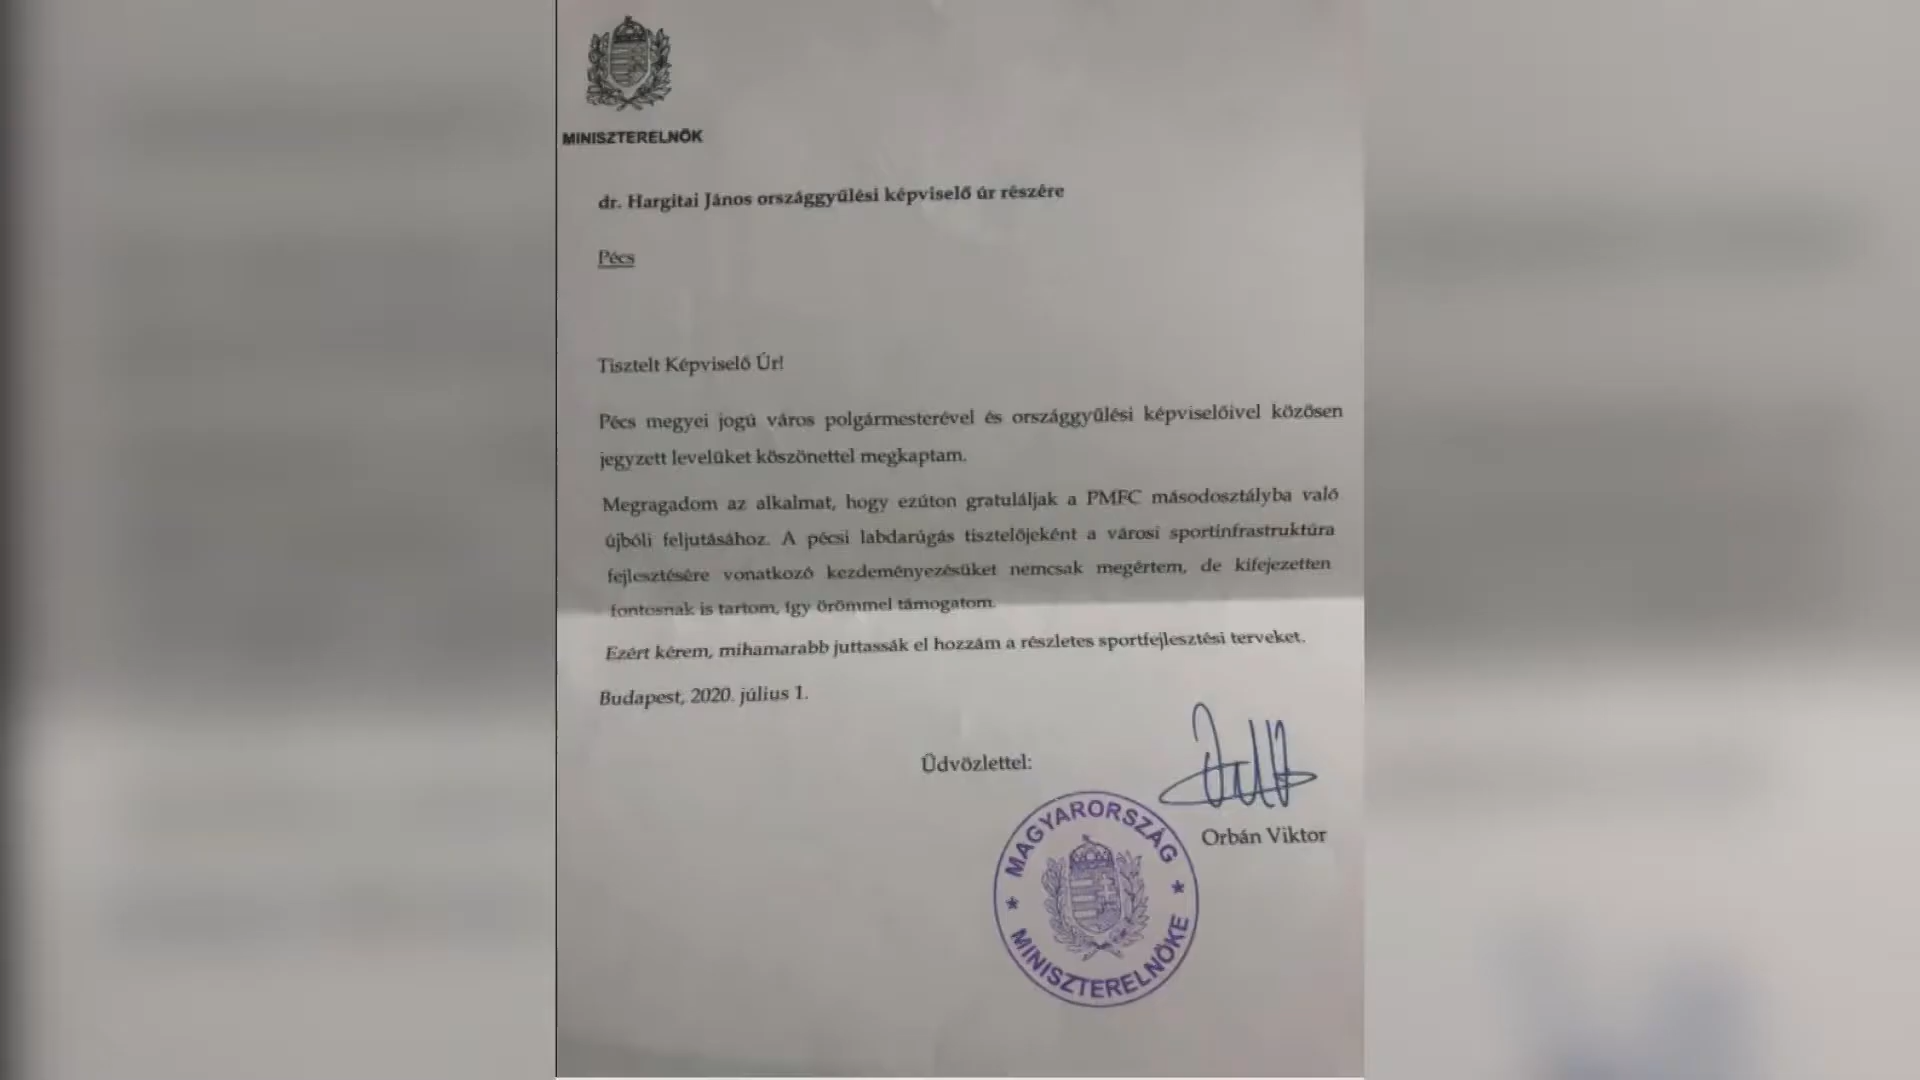 MINISZTERELNÖK
dr. Hargitai János országgyűlési képviselő úr részére
Pécs
Tisztelt Képviselő Úr!
Pécs megyei jogú város polgármesterével és országgyűlési képviselőivel közösen
jegyzett levelüket köszönettel megkaptam.
Megragadom az alkalmat, hogy ezúton gratuláljak a PMFC másodosztályba való
újbóli feljutásához. A pécsi labdarúgás tisztelőjeként a városi sportinfrastruktúra
fejlesztésére vonatkozó kezdeményezésüket nemcsak megértem, de kifejezetten
fontosnak is tartom, így örömmel támogatom.
Ezért kérem, mihamarabb juttassák el hozzám a részletes sportfejlesztési terveket.
Budapest, 2020. július 1.
Üdvözlettel:
Orbán Viktor
MAGYARORSZÁG
* MINISZTERELNÖKE *